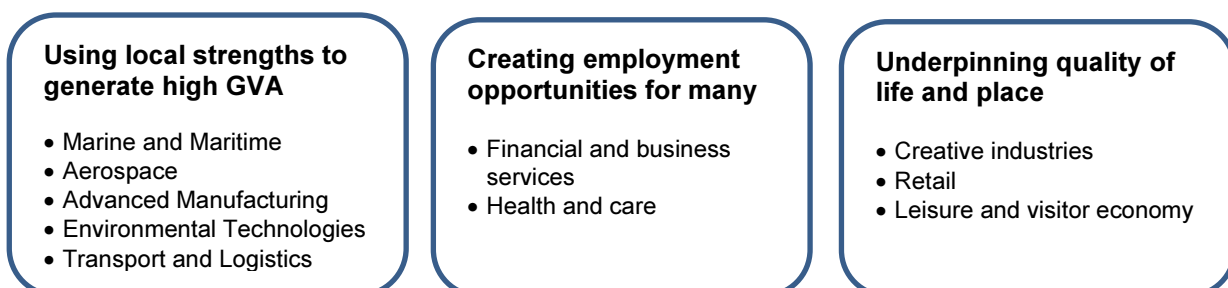 Using local strengths to
generate high GVA
• Marine and Maritime
• Aerospace
• Advanced Manufacturing
• Environmental Technologies
• Transport and Logistics
Creating employment
opportunities for many
• Financial and business
services
• Health and care
Underpinning quality of
life and place
• Creative industries
• Retail
• Leisure and visitor economy